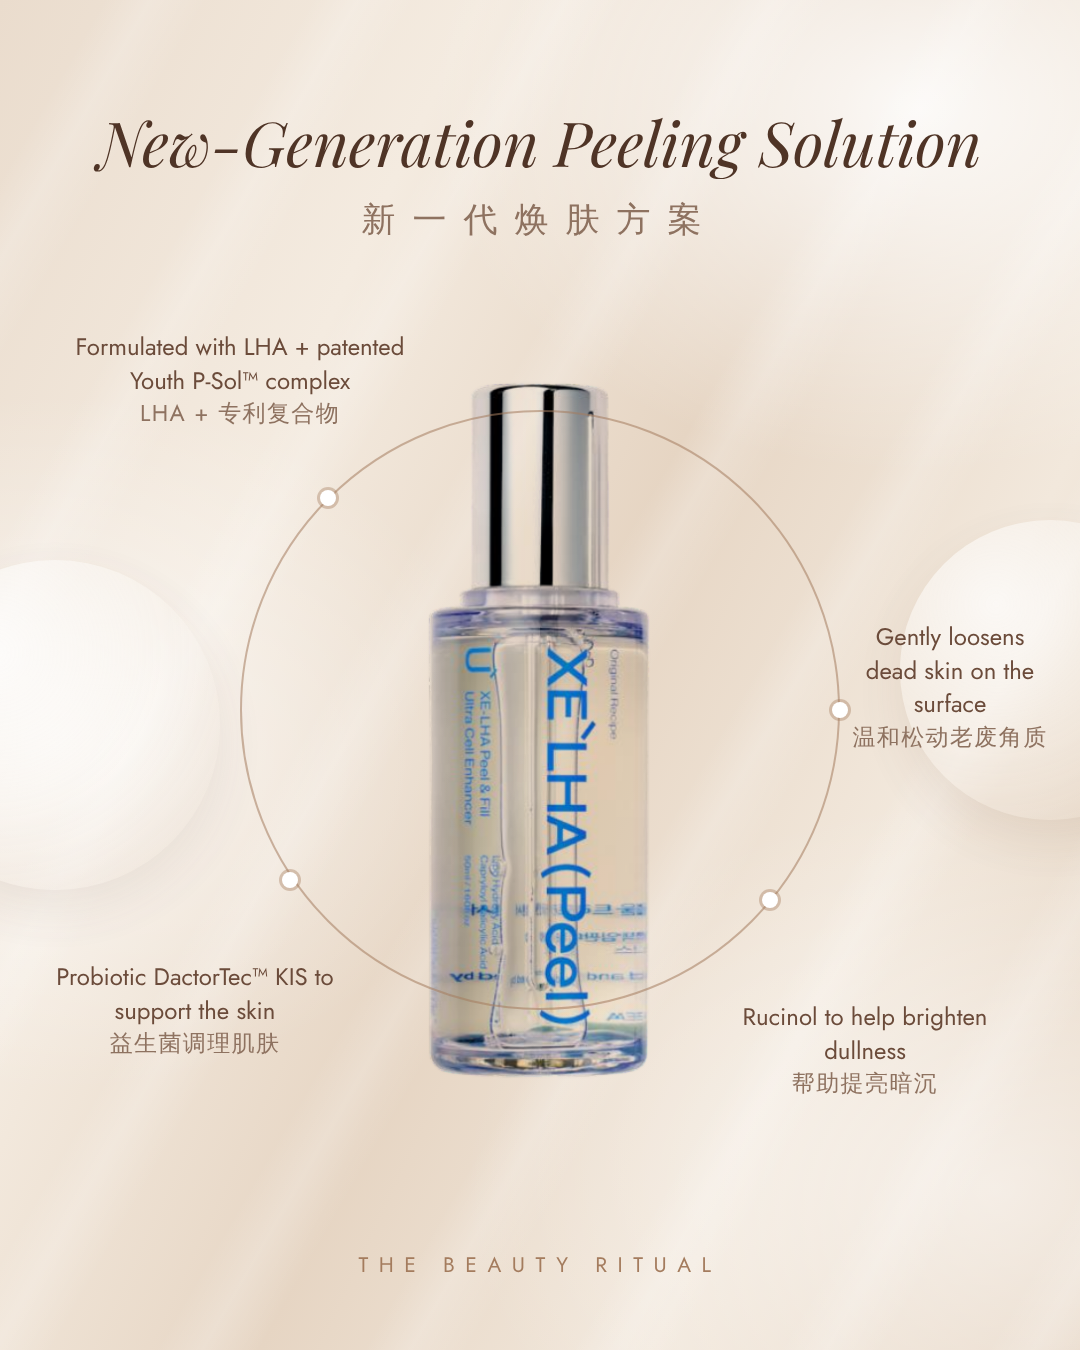 New-Generation Peeling Solution
新一代焕肤方案
Formulated with LHA + patented
Youth P-Sol™ complex
LHA + 专利复合物
Gently loosens
dead skin on the
surface
温和松动老废角质
Original Recipe
XE`LHA (Peel)
U`
XE-LHA Peel & Fill
Ultra Cell Enhancer
Probiotic DactorTec™ KIS to
support the skin
益生菌调理肌肤
Rucinol to help brighten
dullness
帮助提亮暗沉
THE BEAUTY RITUAL